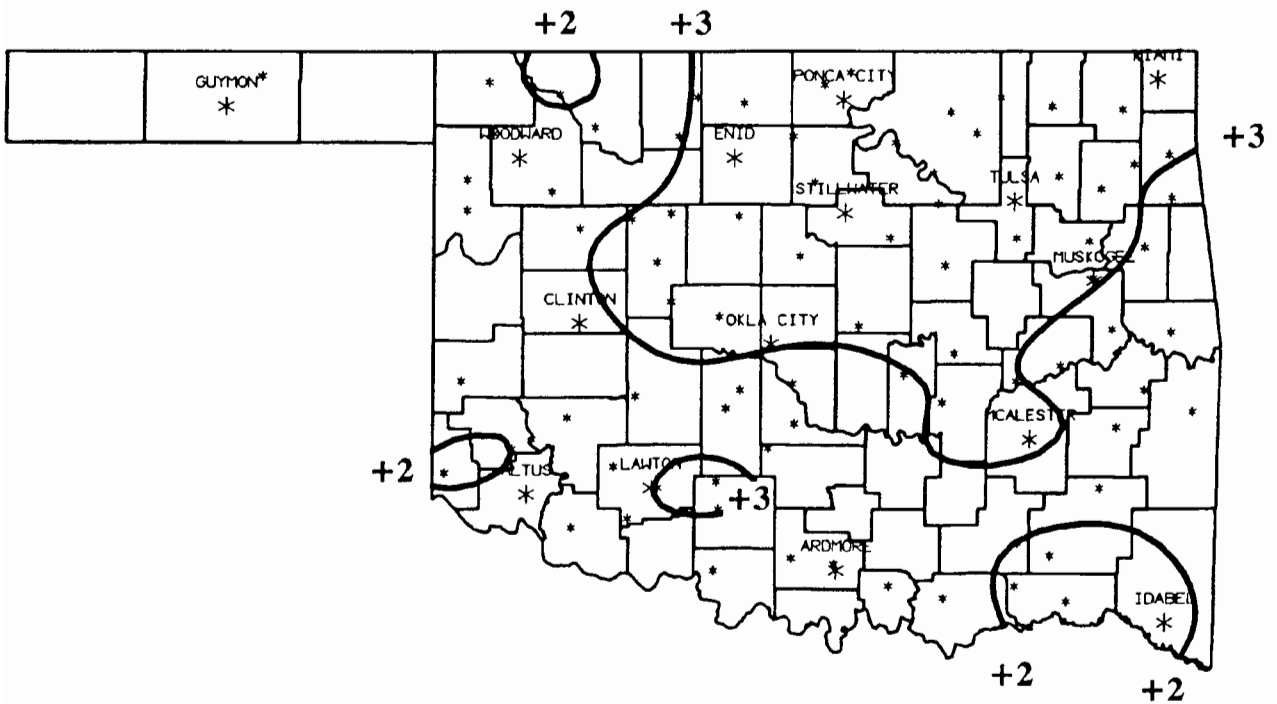 +2 +3
MIAMI
GUYMON*
PONCA*CITY
+3
WOODWARD
ENID
TULSA
STILLWATER
MUSKOGEE
CLINTON
*OKLA CITY
MCALESTER
+2
ALTUS
*LAWTON
+3
ARDMORE
IDABEL
+2
+2